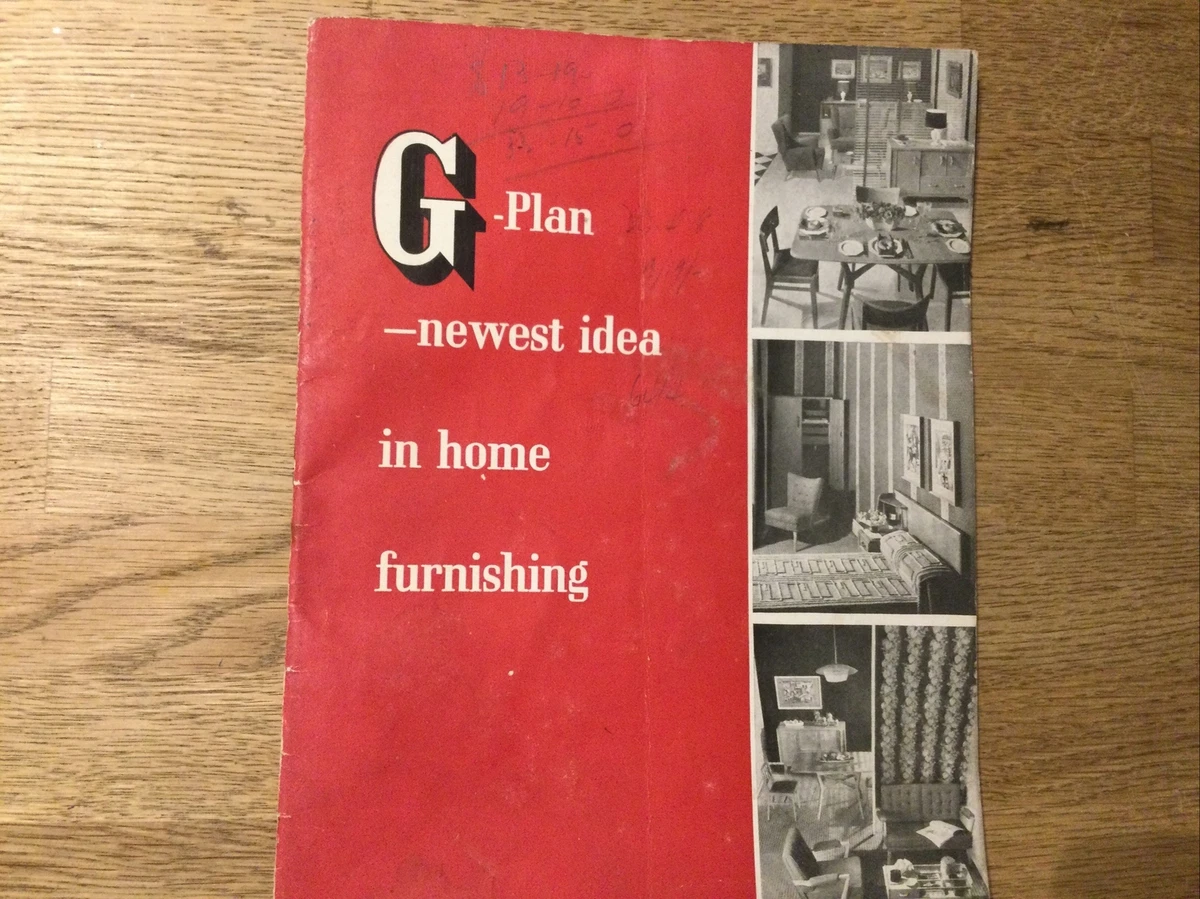 G-Plan
—newest idea
in home
furnishing